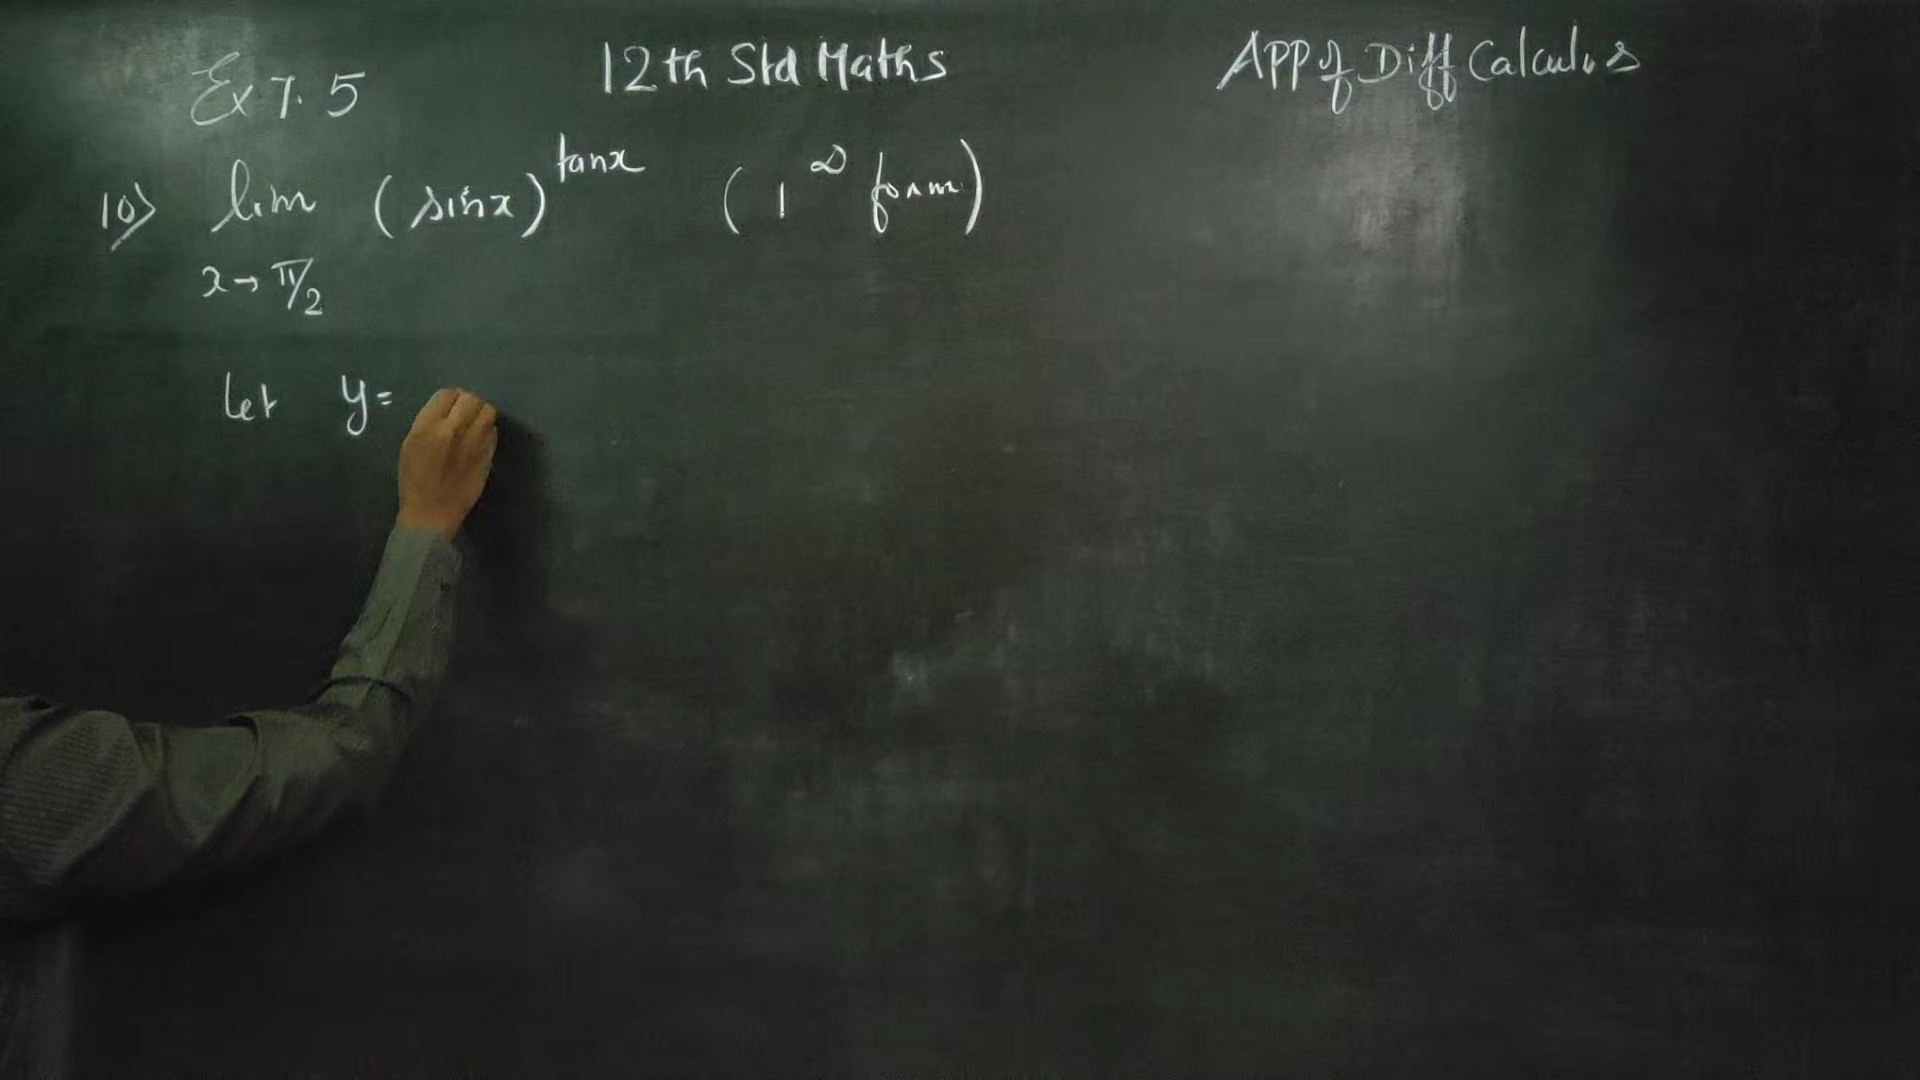 Ex 7.5 12th Std Maths APP of Diff Calculus
10) lim (sinx)^tanx (1^∞ form)
x→π/2
Let y=